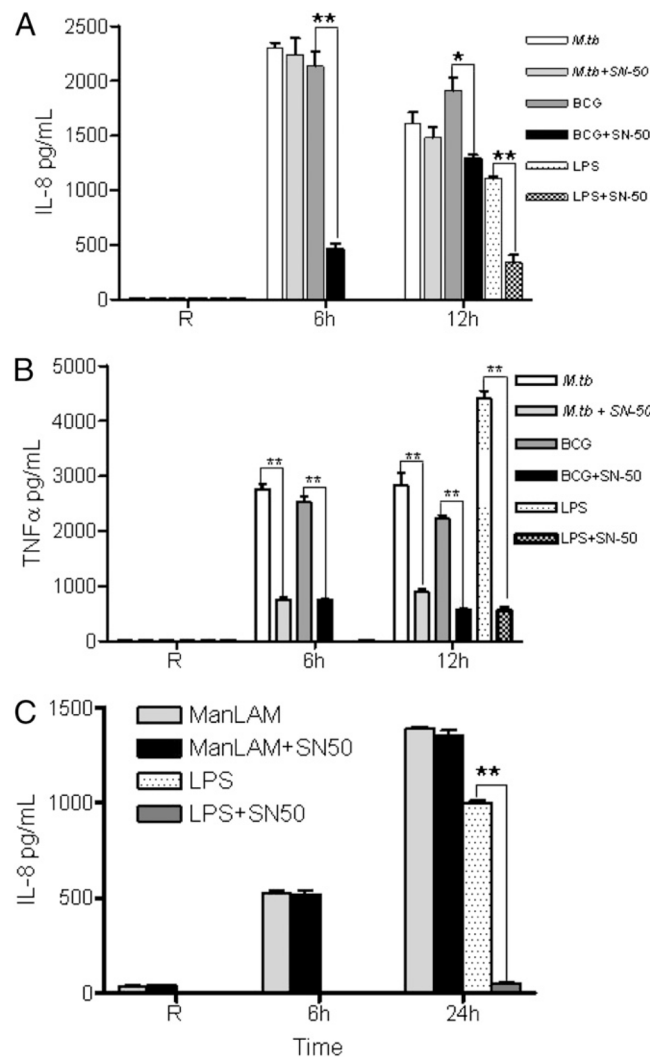 A
IL-8 pg/mL
2500
2000
1500
1000
500
0
**
*
**
R
6h
12h
M.tb
M.tb+SN-50
BCG
BCG+SN-50
LPS
LPS+SN-50
B
TNFα pg/mL
5000
4000
3000
2000
1000
0
**
**
**
**
**
R
6h
12h
M.tb
M.tb + SN-50
BCG
BCG+SN-50
LPS
LPS+SN-50
C
IL-8 pg/mL
1500
1000
500
0
ManLAM
ManLAM+SN50
LPS
LPS+SN50
**
R
6h
24h
Time